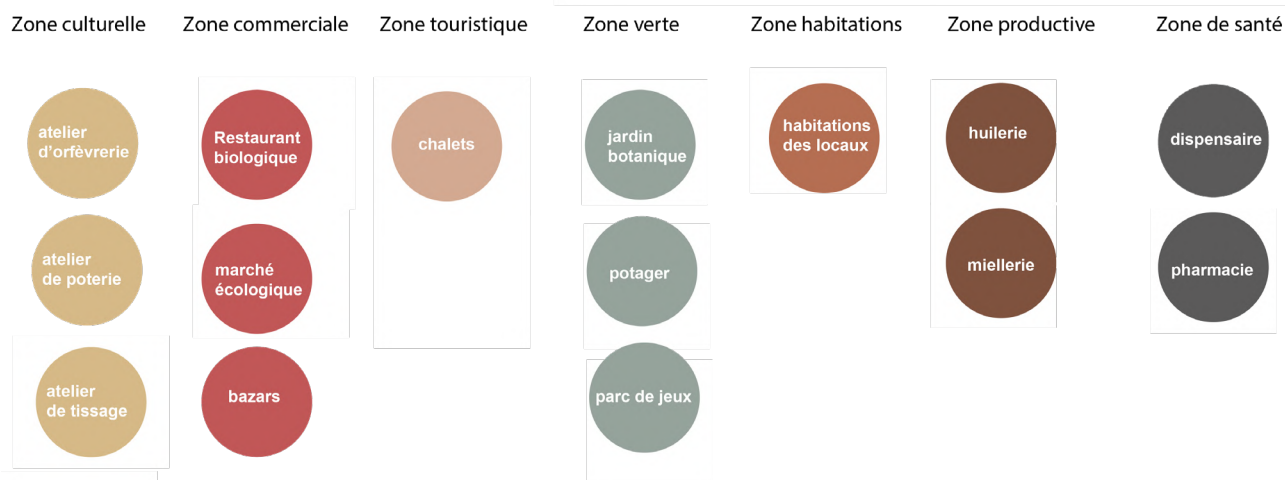 Zone culturelle
Zone commerciale
Zone touristique
Zone verte
Zone habitations
Zone productive
Zone de santé
atelier
d'orfèvrerie
Restaurant
biologique
chalets
jardin
botanique
habitations
des locaux
huilerie
dispensaire
atelier
de poterie
marché
écologique
potager
miellerie
pharmacie
atelier
de tissage
bazars
parc de jeux